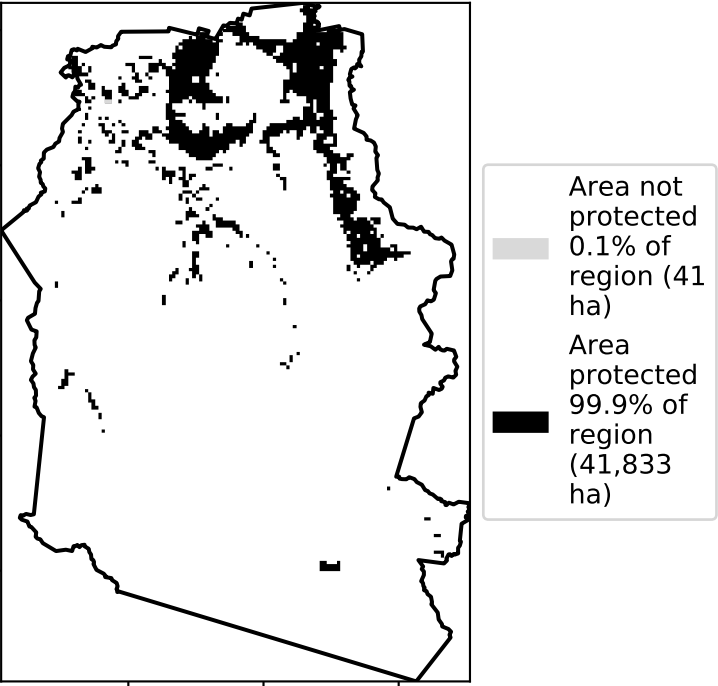 Area not
protected
0.1% of
region (41
ha)
Area
protected
99.9% of
region
(41,833
ha)